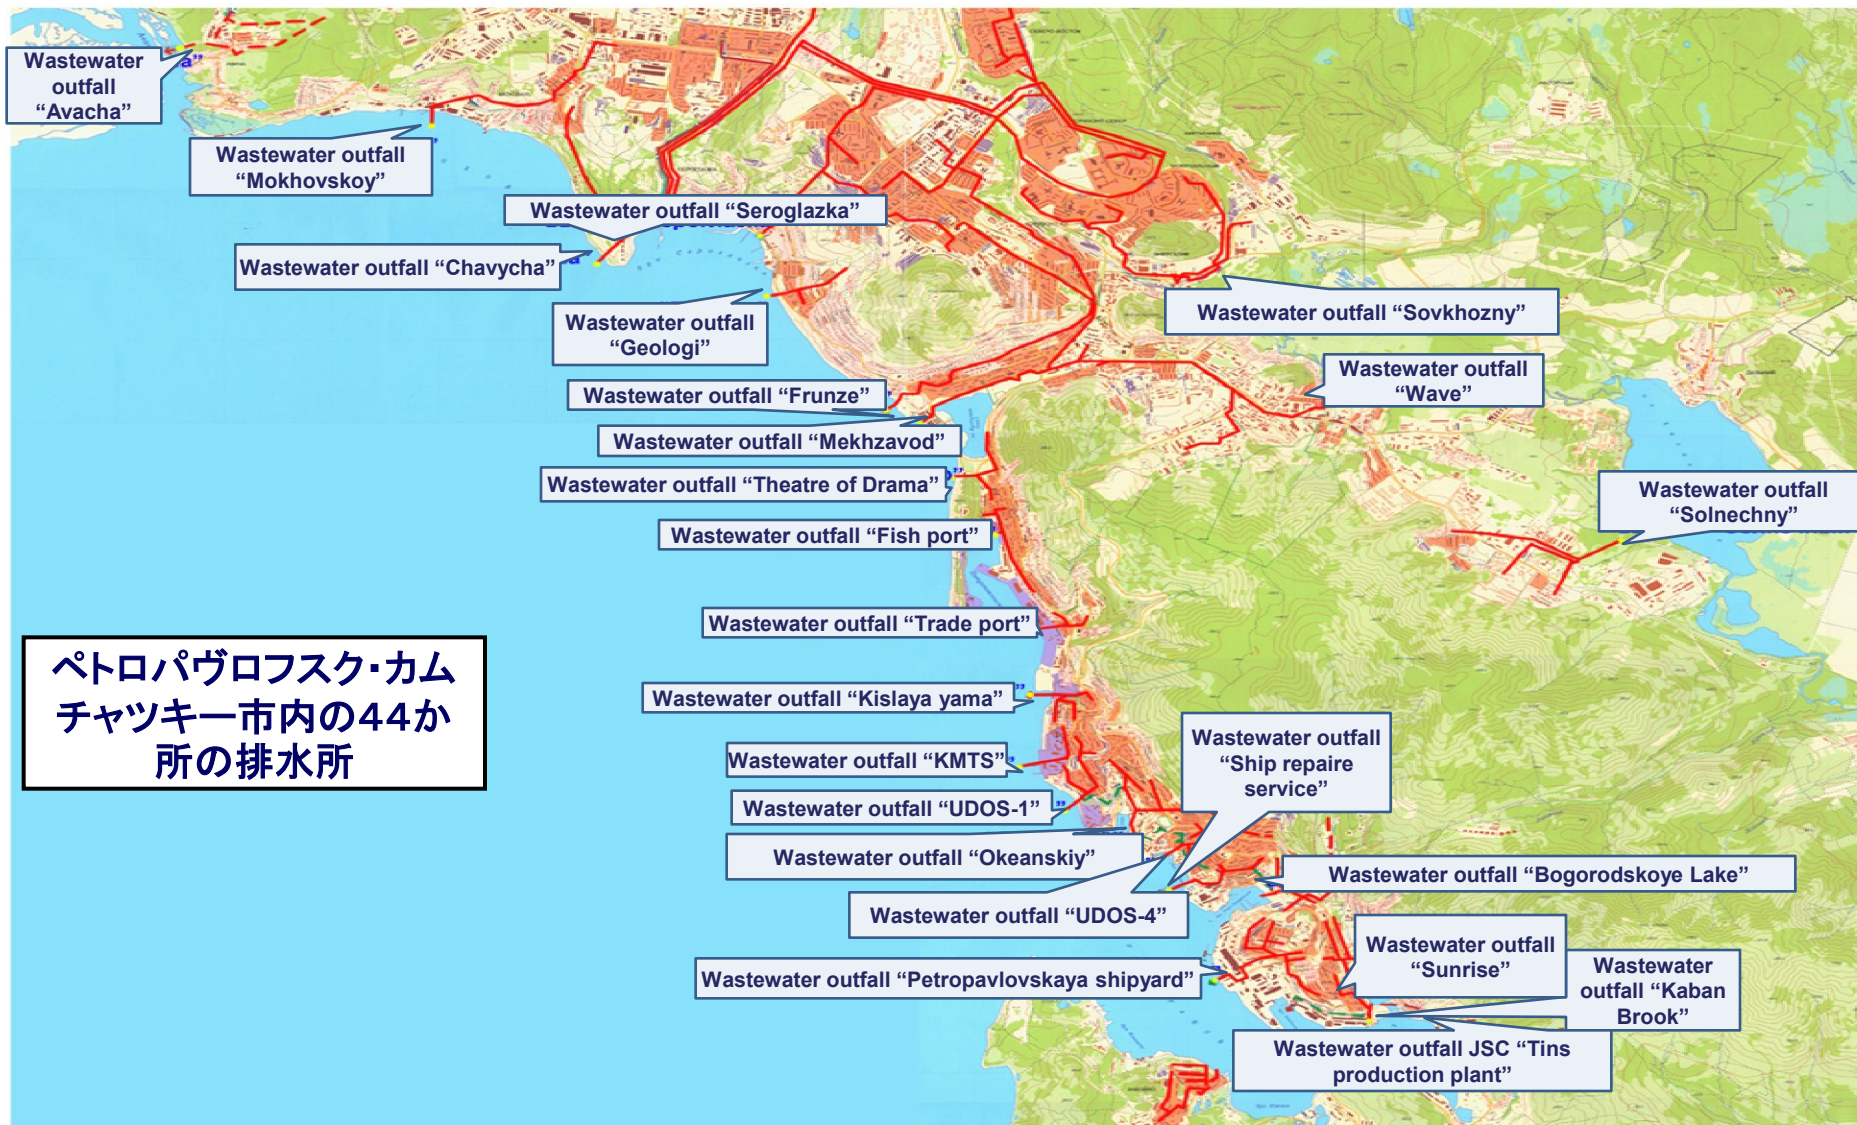 Wastewater
outfall
“Avacha”
Wastewater outfall
“Mokhovskoy”
Wastewater outfall “Seroglazka”
Wastewater outfall “Chavycha”
Wastewater outfall
“Geologi”
Wastewater outfall “Sovkhozny”
Wastewater outfall
“Wave”
Wastewater outfall “Frunze”
Wastewater outfall “Mekhzavod”
Wastewater outfall “Theatre of Drama”
Wastewater outfall
“Solnechny”
Wastewater outfall “Fish port”
Wastewater outfall “Trade port”
ペトロパヴロフスク・カム
チャツキー市内の44か
所の排水所
Wastewater outfall “Kislaya yama”
Wastewater outfall “KMTS”
Wastewater outfall
“Ship repaire
service”
Wastewater outfall “UDOS-1”
Wastewater outfall “Okeanskiy”
Wastewater outfall “Bogorodskoye Lake”
Wastewater outfall “UDOS-4”
Wastewater outfall
“Sunrise”
Wastewater outfall “Petropavlovskaya shipyard”
Wastewater
outfall “Kaban
Brook”
Wastewater outfall JSC “Tins
production plant”